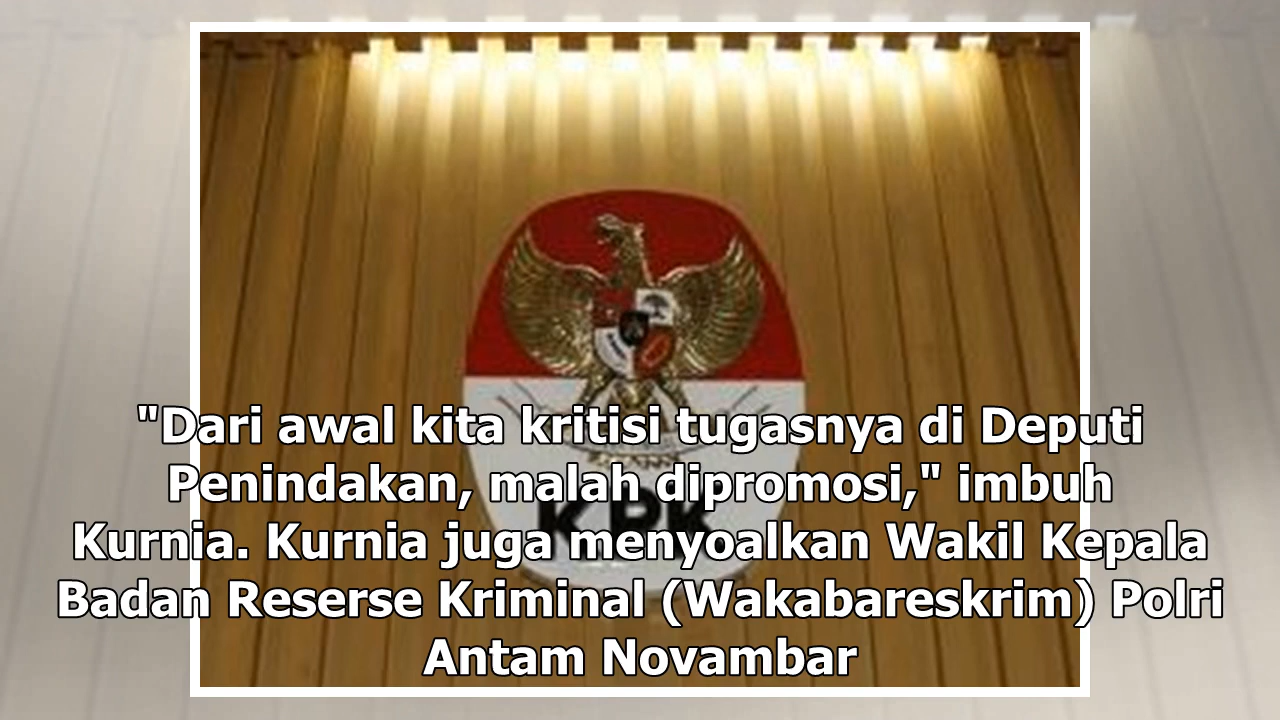 "Dari awal kita kritisi tugasnya di Deputi
Penindakan, malah dipromosi," imbuh
Kurnia. Kurnia juga menyoalkan Wakil Kepala
Badan Reserse Kriminal (Wakabareskrim) Polri
Antam Novambar
KPK